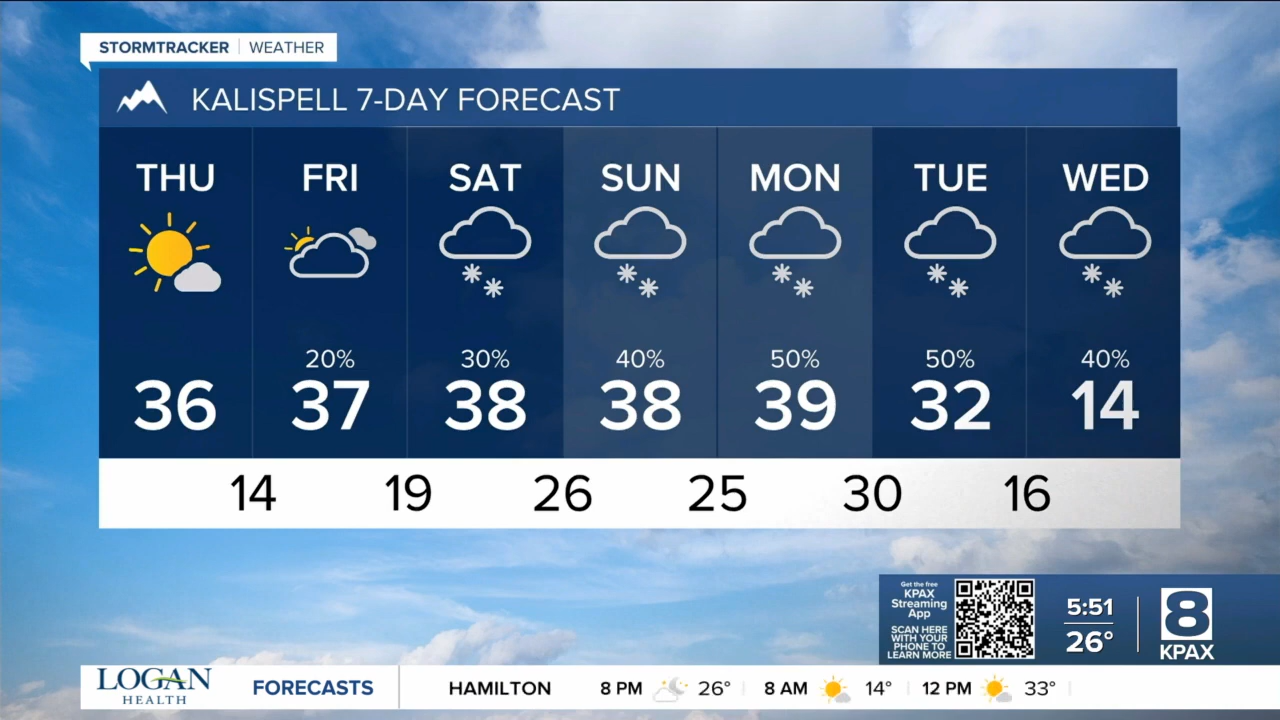 STORMTRACKER | WEATHER
KALISPELL 7-DAY FORECAST
THU FRI SAT SUN MON TUE WED
20% 30% 40% 50% 50% 40%
36 37 38 38 39 32 14
14 19 26 25 30 16
Get the free
KPAX
Streaming
App
SCAN HERE
WITH YOUR
PHONE TO
LEARN MORE
5:51
26°
8
KPAX
LOGAN
HEALTH
FORECASTS
HAMILTON 8 PM 26° 8 AM 14° 12 PM 33°